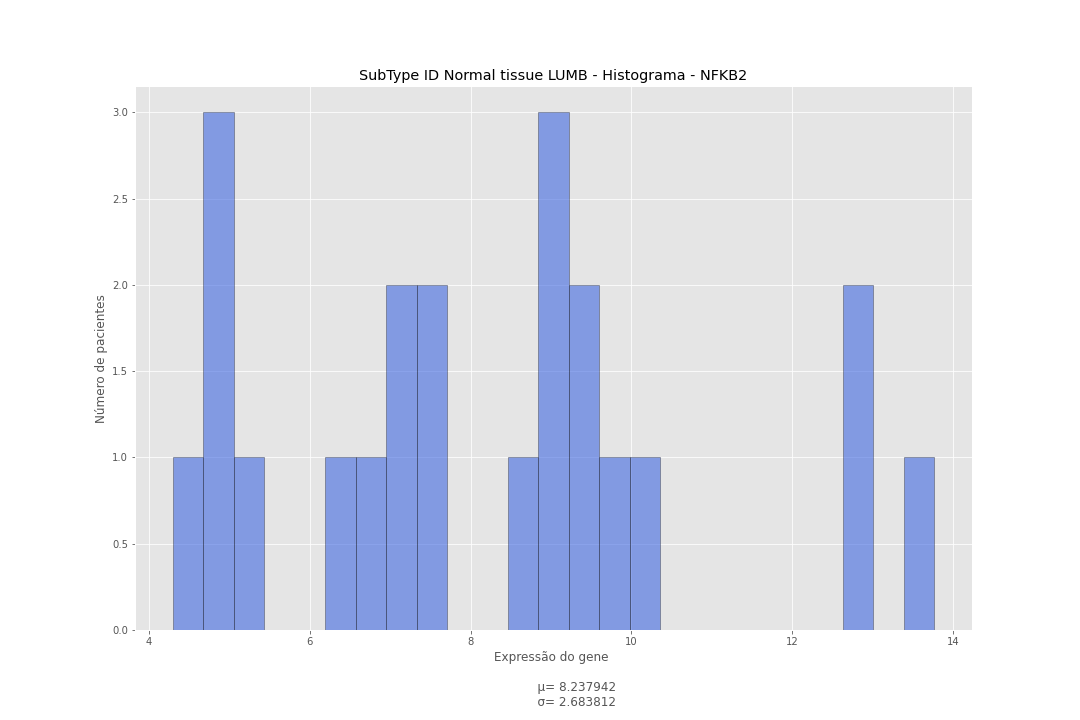 SubType ID Normal tissue LUMB - Histograma - NFKB2
3.0
2.5
2.0
1.5
1.0
0.5
0.0
Número de pacientes
4 6 8 10 12 14
Expressão do gene
μ= 8.237942
σ= 2.683812